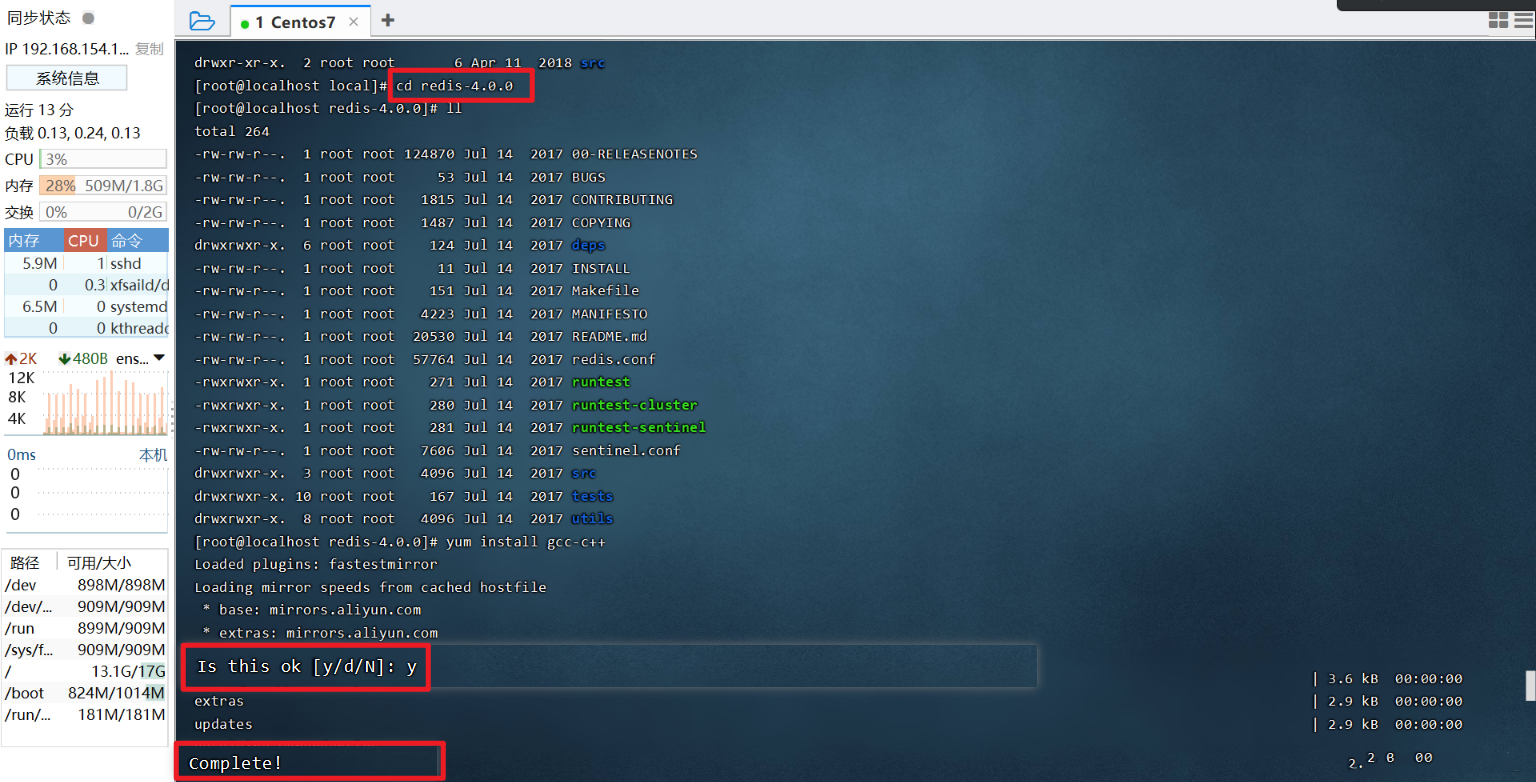 同步状态
IP 192.168.154.1... 复制
系统信息
运行 13 分
负载 0.13, 0.24, 0.13
CPU 3%
内存 28% 509M/1.8G
交换 0% 0/2G
内存 CPU 命令
5.9M 1 sshd
0 0.3 xfsaild/d
6.5M 0 systemd
0 0 kthreadd
2K 480B ens...
12K
8K
4K
0ms 本机
0
0
0
路径 可用/大小
/dev 898M/898M
/dev/... 909M/909M
/run 899M/909M
/sys/f... 909M/909M
/ 13.1G/17G
/boot 824M/1014M
/run/... 181M/181M
1 Centos7
drwxr-xr-x. 2 root root 6 Apr 11 2018 src
[root@localhost local]# cd redis-4.0.0
[root@localhost redis-4.0.0]# ll
total 264
-rw-rw-r--. 1 root root 124870 Jul 14 2017 00-RELEASENOTES
-rw-rw-r--. 1 root root 53 Jul 14 2017 BUGS
-rw-rw-r--. 1 root root 1815 Jul 14 2017 CONTRIBUTING
-rw-rw-r--. 1 root root 1487 Jul 14 2017 COPYING
drwxrwxr-x. 6 root root 124 Jul 14 2017 deps
-rw-rw-r--. 1 root root 11 Jul 14 2017 INSTALL
-rw-rw-r--. 1 root root 151 Jul 14 2017 Makefile
-rw-rw-r--. 1 root root 4223 Jul 14 2017 MANIFESTO
-rw-rw-r--. 1 root root 20530 Jul 14 2017 README.md
-rw-rw-r--. 1 root root 57764 Jul 14 2017 redis.conf
-rwxrwxr-x. 1 root root 271 Jul 14 2017 runtest
-rwxrwxr-x. 1 root root 280 Jul 14 2017 runtest-cluster
-rwxrwxr-x. 1 root root 281 Jul 14 2017 runtest-sentinel
-rw-rw-r--. 1 root root 7606 Jul 14 2017 sentinel.conf
drwxrwxr-x. 3 root root 4096 Jul 14 2017 src
drwxrwxr-x. 10 root root 167 Jul 14 2017 tests
drwxrwxr-x. 8 root root 4096 Jul 14 2017 utils
[root@localhost redis-4.0.0]# yum install gcc-c++
Loaded plugins: fastestmirror
Loading mirror speeds from cached hostfile
* base: mirrors.aliyun.com
* extras: mirrors.aliyun.com
Is this ok [y/d/N]: y
| 3.6 kB 00:00:00
extras | 2.9 kB 00:00:00
updates | 2.9 kB 00:00:00
Complete!